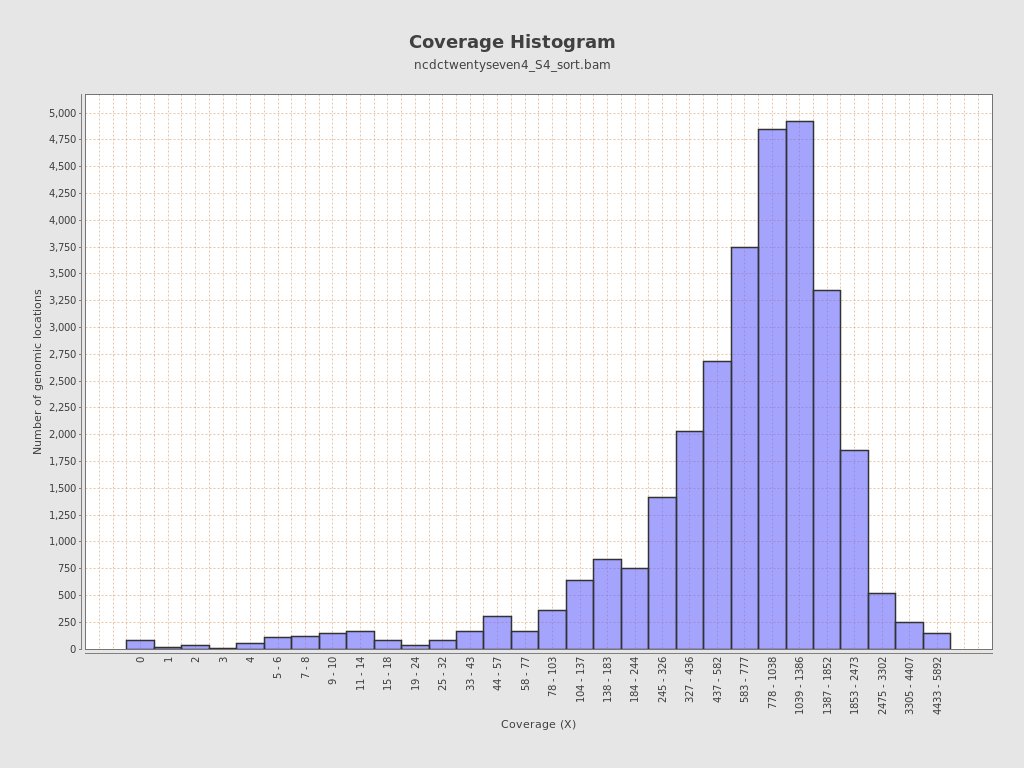 Coverage Histogram
ncdctwentyseven4_S4_sort.bam
Number of genomic locations
5,000
4,750
4,500
4,250
4,000
3,750
3,500
3,250
3,000
2,750
2,500
2,250
2,000
1,750
1,500
1,250
1,000
750
500
250
0
0
1
2
3
4
5 - 6
7 - 8
9 - 10
11 - 14
15 - 18
19 - 24
25 - 32
33 - 43
44 - 57
58 - 77
78 - 103
104 - 137
138 - 183
184 - 244
245 - 326
327 - 436
437 - 582
583 - 777
778 - 1038
1039 - 1386
1387 - 1852
1853 - 2473
2475 - 3302
3305 - 4407
4433 - 5892
Coverage (X)